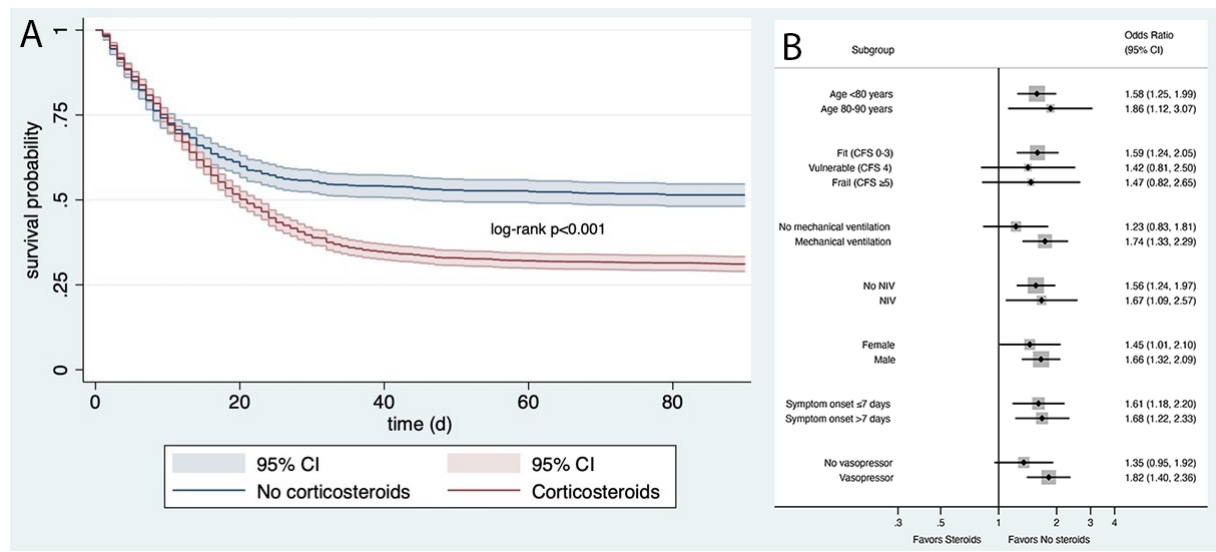 A
1
.75
.5
.25
0
survival probability
log-rank p<0.001
0 20 40 60 80
time (d)
95% CI 95% CI
No corticosteroids Corticosteroids
B
Subgroup Odds Ratio
(95% CI)
Age <80 years 1.58 (1.25, 1.99)
Age 80-90 years 1.86 (1.12, 3.07)
Fit (CFS 0-3) 1.59 (1.24, 2.05)
Vulnerable (CFS 4) 1.42 (0.81, 2.50)
Frail (CFS ≥5) 1.47 (0.82, 2.65)
No mechanical ventilation 1.23 (0.83, 1.81)
Mechanical ventilation 1.74 (1.33, 2.29)
No NIV 1.56 (1.24, 1.97)
NIV 1.67 (1.09, 2.57)
Female 1.45 (1.01, 2.10)
Male 1.66 (1.32, 2.09)
Symptom onset ≤7 days 1.61 (1.18, 2.20)
Symptom onset >7 days 1.68 (1.22, 2.33)
No vasopressor 1.35 (0.95, 1.92)
Vasopressor 1.82 (1.40, 2.36)
.3 .5 1 2 3 4
Favors Steroids Favors No steroids